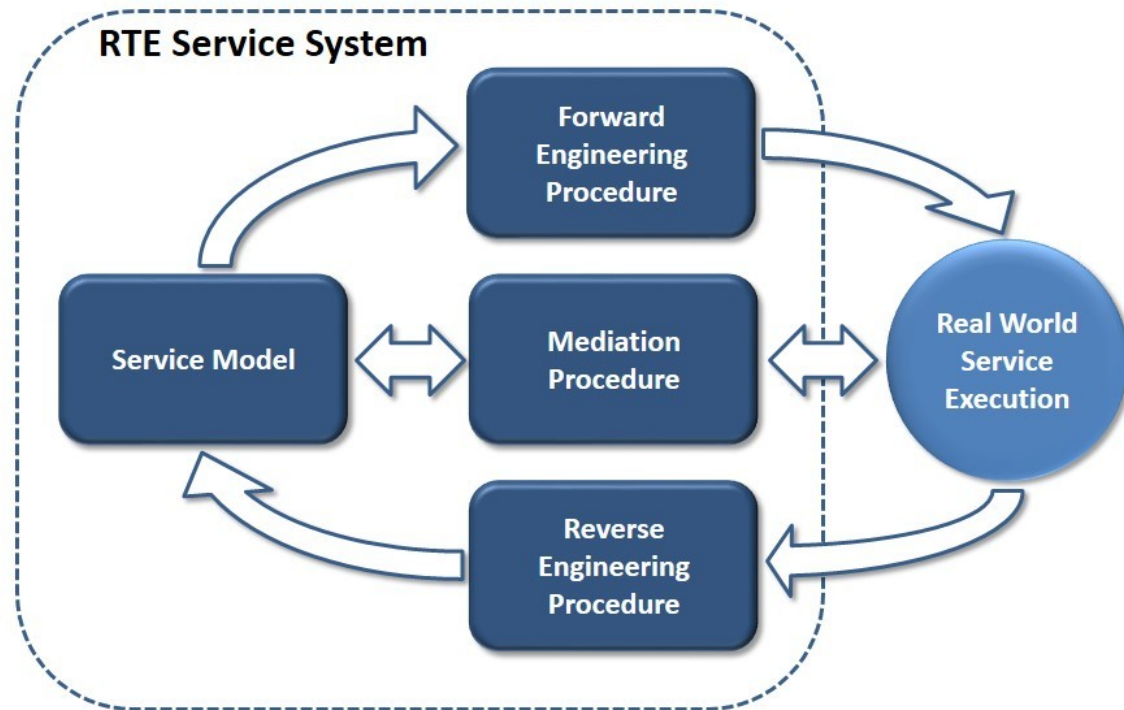 RTE Service System
Forward
Engineering
Procedure
Service Model
Mediation
Procedure
Real World
Service
Execution
Reverse
Engineering
Procedure